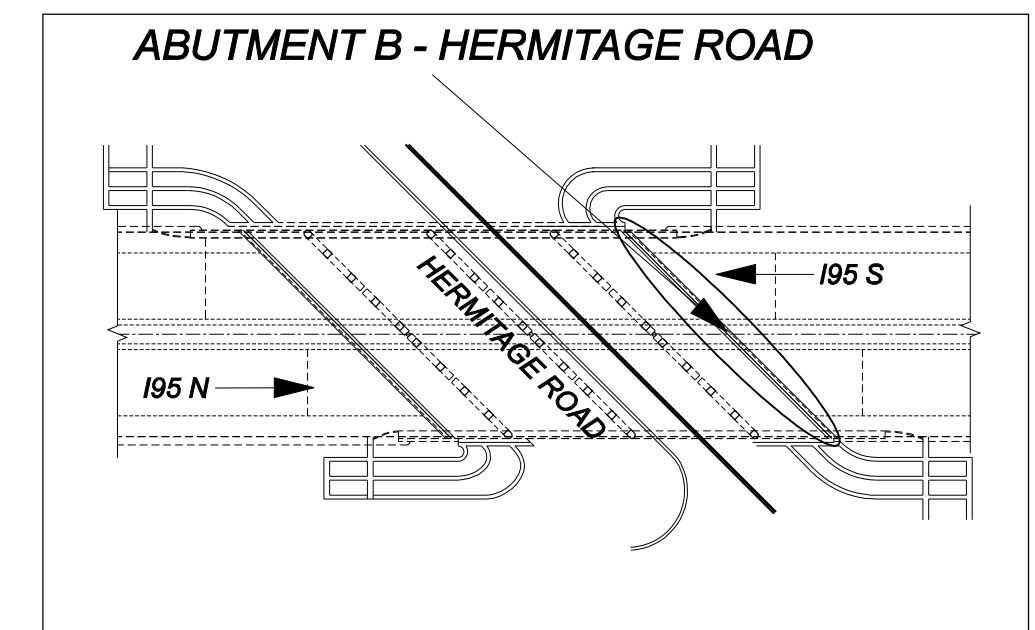 ABUTMENT B - HERMITAGE ROAD
I95 S
HERMITAGE ROAD
I95 N